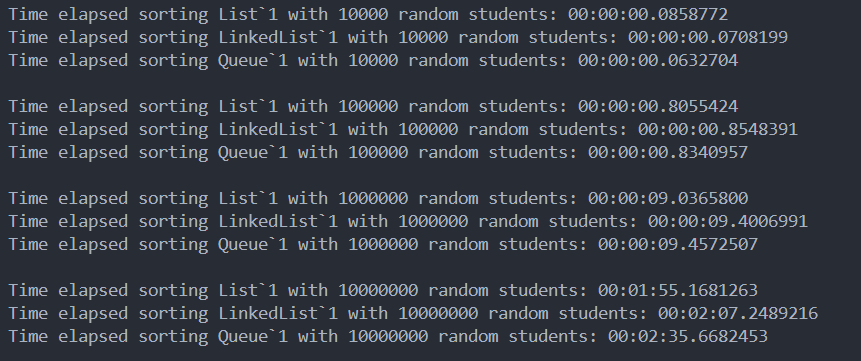 Time elapsed sorting List`1 with 10000 random students: 00:00:00.0858772
Time elapsed sorting LinkedList`1 with 10000 random students: 00:00:00.0708199
Time elapsed sorting Queue`1 with 10000 random students: 00:00:00.0632704
Time elapsed sorting List`1 with 100000 random students: 00:00:00.8055424
Time elapsed sorting LinkedList`1 with 100000 random students: 00:00:00.8548391
Time elapsed sorting Queue`1 with 100000 random students: 00:00:00.8340957
Time elapsed sorting List`1 with 1000000 random students: 00:00:09.0365800
Time elapsed sorting LinkedList`1 with 1000000 random students: 00:00:09.4006991
Time elapsed sorting Queue`1 with 1000000 random students: 00:00:09.4572507
Time elapsed sorting List`1 with 10000000 random students: 00:01:55.1681263
Time elapsed sorting LinkedList`1 with 10000000 random students: 00:02:07.2489216
Time elapsed sorting Queue`1 with 10000000 random students: 00:02:35.6682453